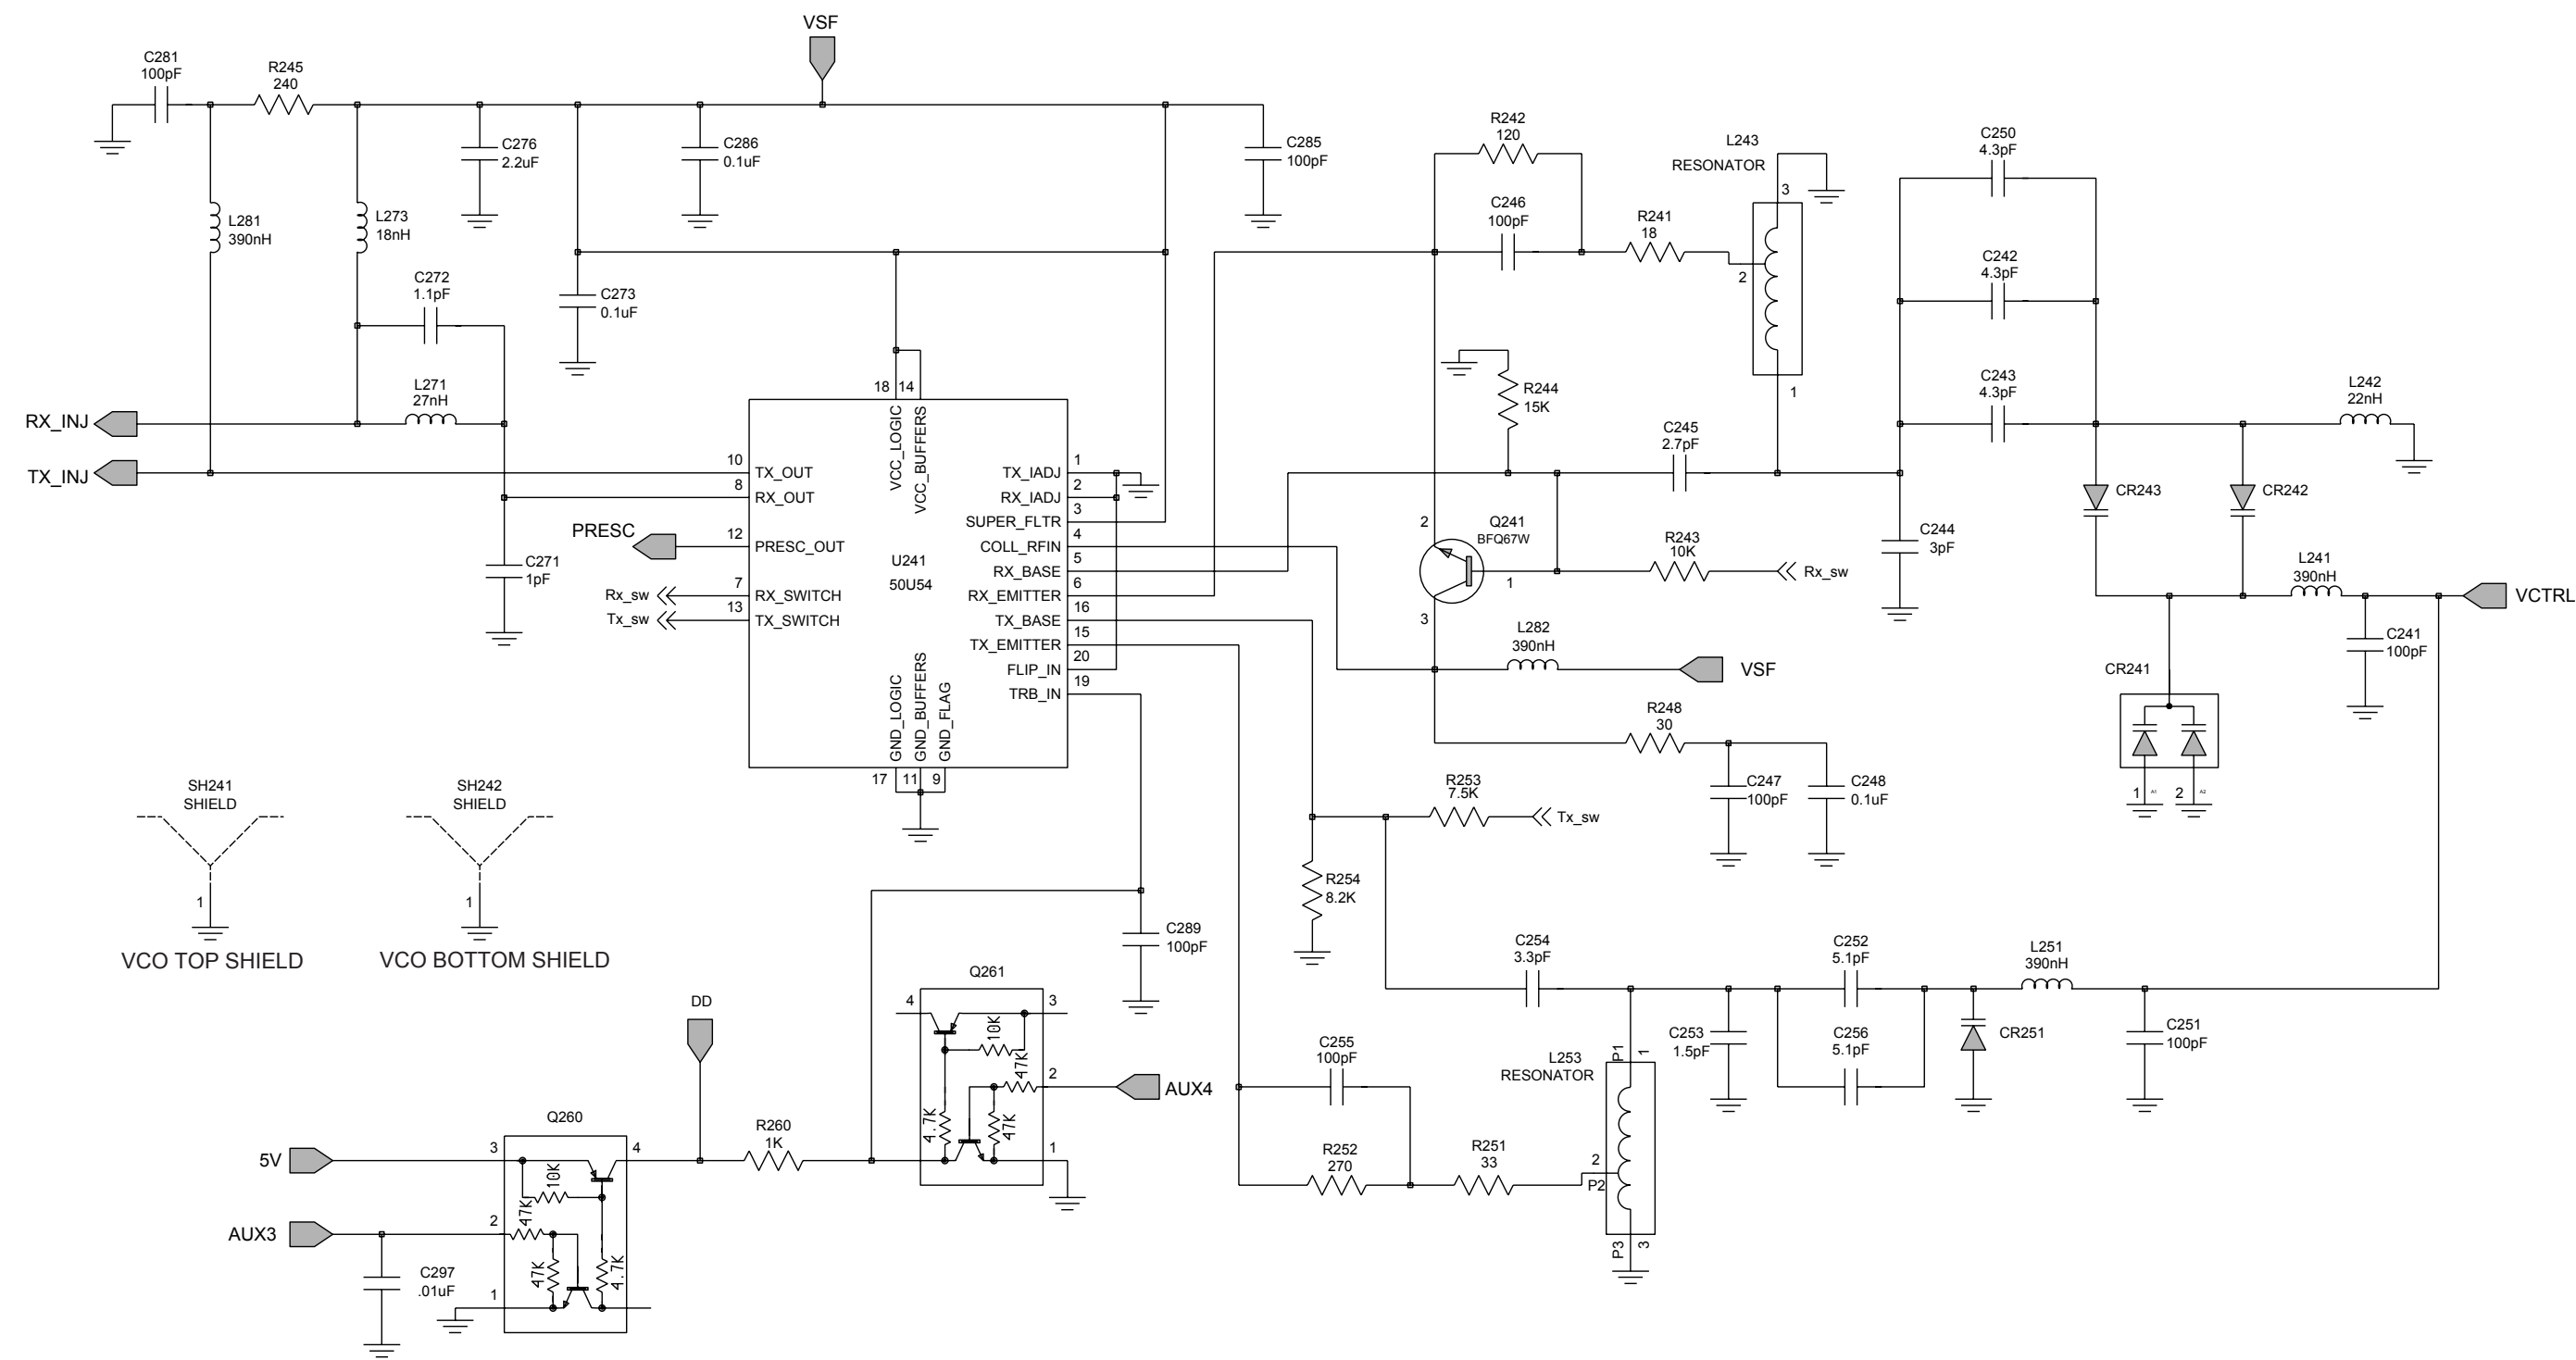 VSF
C281
100pF
R245
240
C276
2.2uF
C286
0.1uF
C285
100pF
R242
120
L243
RESONATOR
3
C250
4.3pF
L281
390nH
L273
18nH
C246
100pF
R241
18
2
C242
4.3pF
C272
1.1pF
C273
0.1uF
L271
27nH
R244
15K
1
C243
4.3pF
L242
22nH
RX_INJ
TX_INJ
C245
2.7pF
18
14
VCC_LOGIC
VCC_BUFFERS
10
TX_OUT
8
RX_OUT
PRESC
12
PRESC_OUT
Rx_sw
7
RX_SWITCH
Tx_sw
13
TX_SWITCH
U241
50U54
TX_IADJ
1
RX_IADJ
2
SUPER_FLTR
3
COLL_RFIN
4
RX_BASE
5
RX_EMITTER
6
TX_BASE
16
TX_EMITTER
15
FLIP_IN
20
TRB_IN
19
GND_LOGIC
GND_BUFFERS
GND_FLAG
17
11
9
C271
1pF
2
Q241
BFQ67W
1
3
R243
10K
Rx_sw
C244
3pF
CR243
CR242
L241
390nH
VCTRL
C241
100pF
CR241
1
A1
2
A2
L282
390nH
VSF
R248
30
C247
100pF
C248
0.1uF
R253
7.5K
Tx_sw
R254
8.2K
SH241
SHIELD
1
VCO TOP SHIELD
SH242
SHIELD
1
VCO BOTTOM SHIELD
C289
100pF
Q261
4
3
10K
47K
2
AUX4
4.7K
47K
1
DD
R260
1K
Q260
5V
3
4
10K
47K
AUX3
2
47K
4.7K
1
C297
.01uF
C254
3.3pF
C252
5.1pF
L251
390nH
C253
1.5pF
C256
5.1pF
CR251
C251
100pF
C255
100pF
L253
RESONATOR
P1
1
R252
270
R251
33
2
P2
P3
3